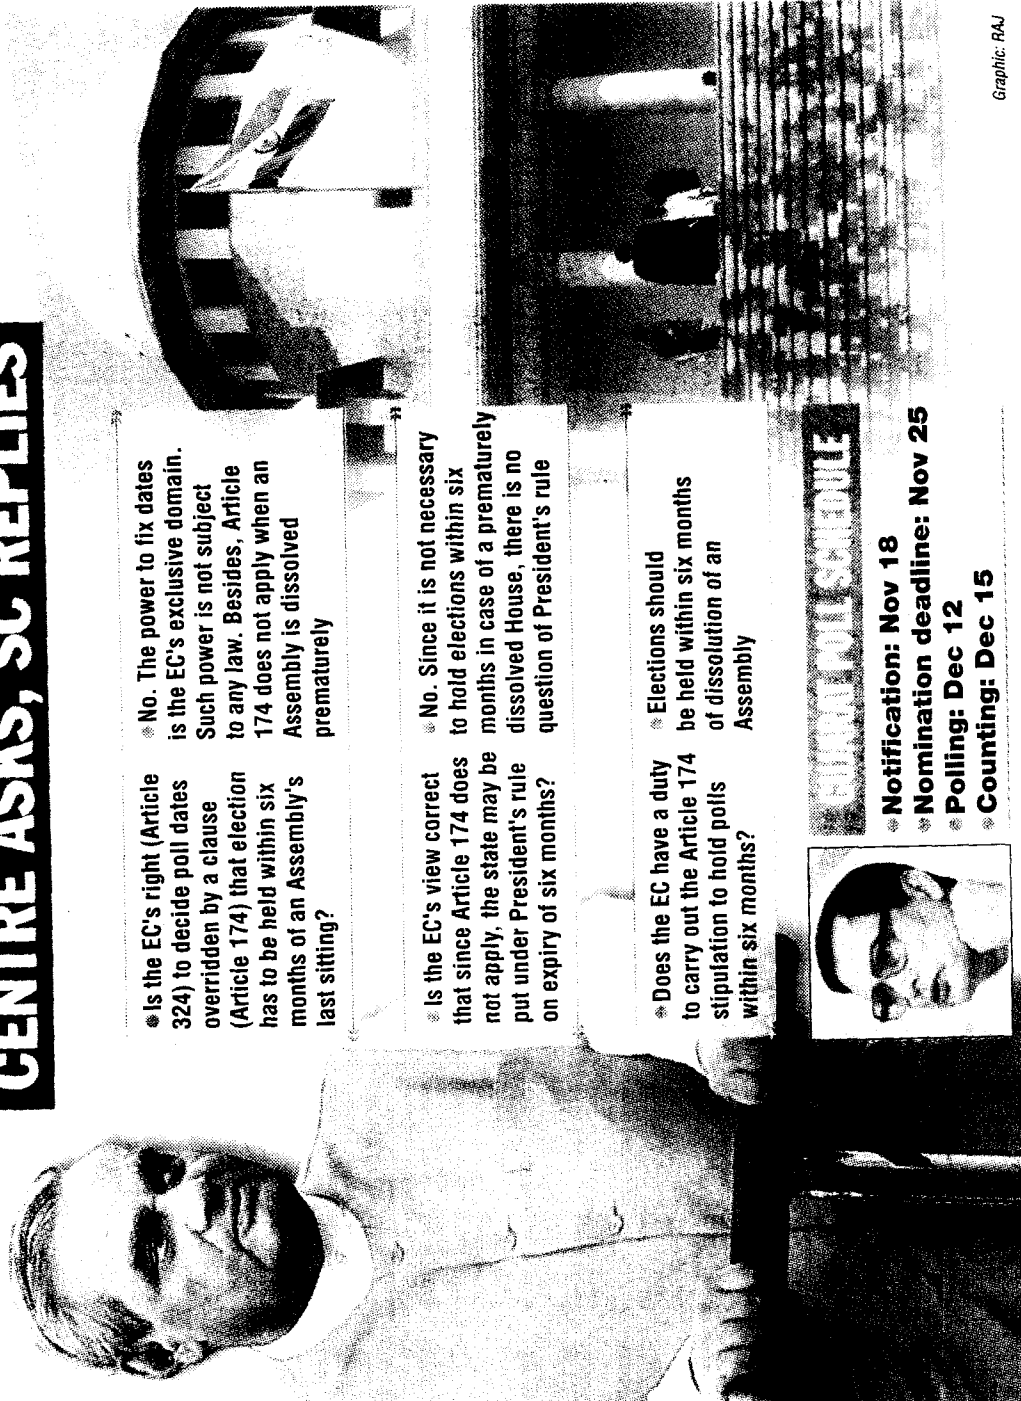 CENTRE ASKS, SC REPLIES
Is the EC's right (Article
324) to decide poll dates
overridden by a clause
(Article 174) that election
has to be held within six
months of an Assembly's
last sitting?
No. The power to fix dates
is the EC's exclusive domain.
Such power is not subject
to any law. Besides, Article
174 does not apply when an
Assembly is dissolved
prematurely
Is the EC's view correct
that since Article 174 does
not apply, the state may be
put under President's rule
on expiry of six months?
No. Since it is not necessary
to hold elections within six
months in case of a prematurely
dissolved House, there is no
question of President's rule
Does the EC have a duty
to carry out the Article 174
stipulation to hold polls
within six months?
Elections should
be held within six months
of dissolution of an
Assembly
GUJARAT POLL SCHEDULE
Notification: Nov 18
Nomination deadline: Nov 25
Polling: Dec 12
Counting: Dec 15
Graphic: RAJ